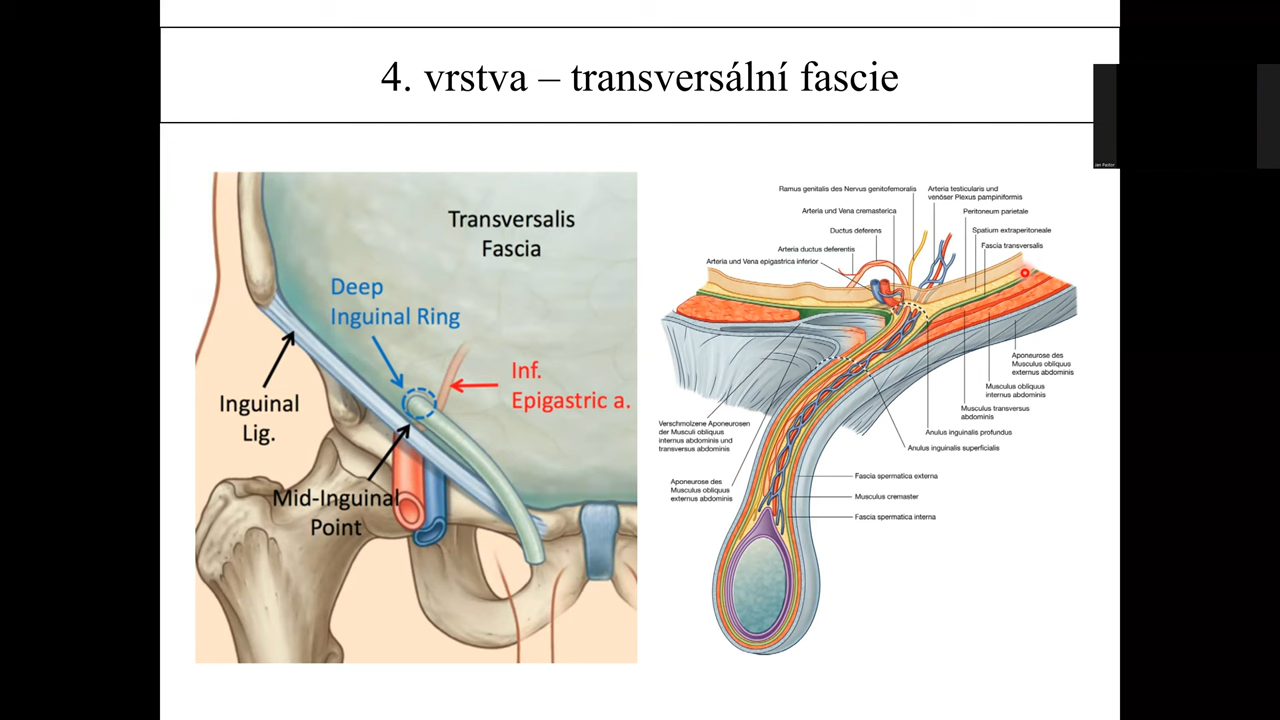 4. vrstva – transversální fascie
Jan Pastor
Transversalis
Fascia
Deep
Inguinal Ring
Inf.
Epigastric a.
Inguinal
Lig.
Mid-Inguinal
Point
Ramus genitalis des Nervus genitofemoralis
Arteria und Vena cremasterica
Ductus deferens
Arteria ductus deferentis
Arteria und Vena epigastrica inferior
Arteria testicularis und
venöser Plexus pampiniformis
Peritoneum parietale
Spatium extraperitoneale
Fascia transversalis
Aponeurose des
Musculus obliquus
externus abdominis
Musculus obliquus
internus abdominis
Musculus transversus
abdominis
Anulus inguinalis profundus
Anulus inguinalis superficialis
Verschmolzene Aponeurosen
der Musculi obliquus
internus abdominis und
transversus abdominis
Aponeurose des
Musculus obliquus
externus abdominis
Fascia spermatica externa
Musculus cremaster
Fascia spermatica interna